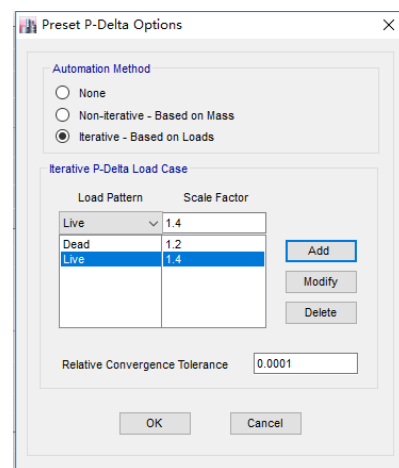 Preset P-Delta Options
Automation Method
None
Non-iterative - Based on Mass
Iterative - Based on Loads
Iterative P-Delta Load Case
Load Pattern Scale Factor
Live 1.4
Dead 1.2
Live 1.4
Add
Modify
Delete
Relative Convergence Tolerance 0.0001
OK Cancel